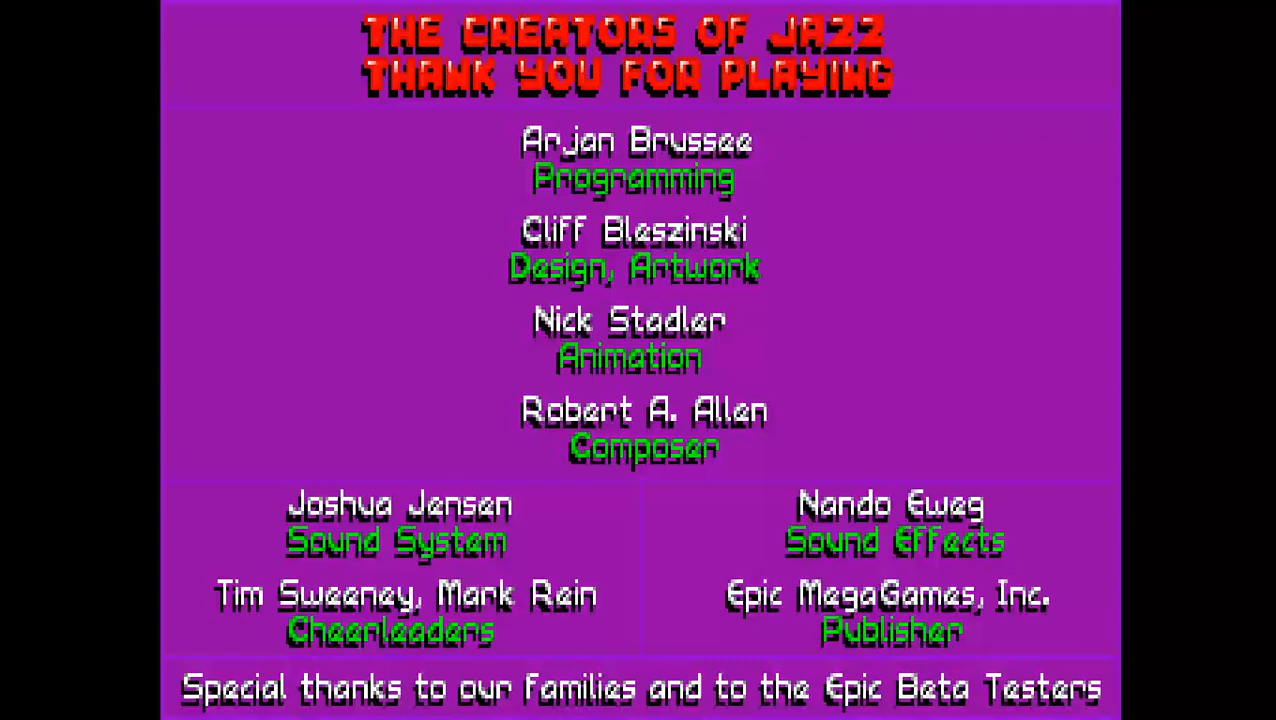 THE CREATORS OF JAZZ
THANK YOU FOR PLAYING
Arjan Brussee
Programming
Cliff Bleszinski
Design, Artwork
Nick Stadler
Animation
Robert A. Allen
Composer
Joshua Jensen
Sound System
Nando Eweg
Sound Effects
Tim Sweeney, Mark Rein
Cheerleaders
Epic MegaGames, Inc.
Publisher
Special thanks to our families and to the Epic Beta Testers